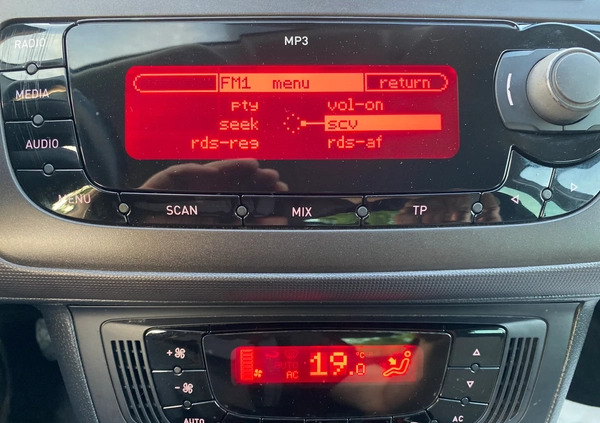 RADIO
MP3
FM1 menu return
MEDIA
pty vol-on
seek scv
rds-reg rds-af
AUDIO
MENU
SCAN MIX TP
19.0 °C
AC
AUTO AC